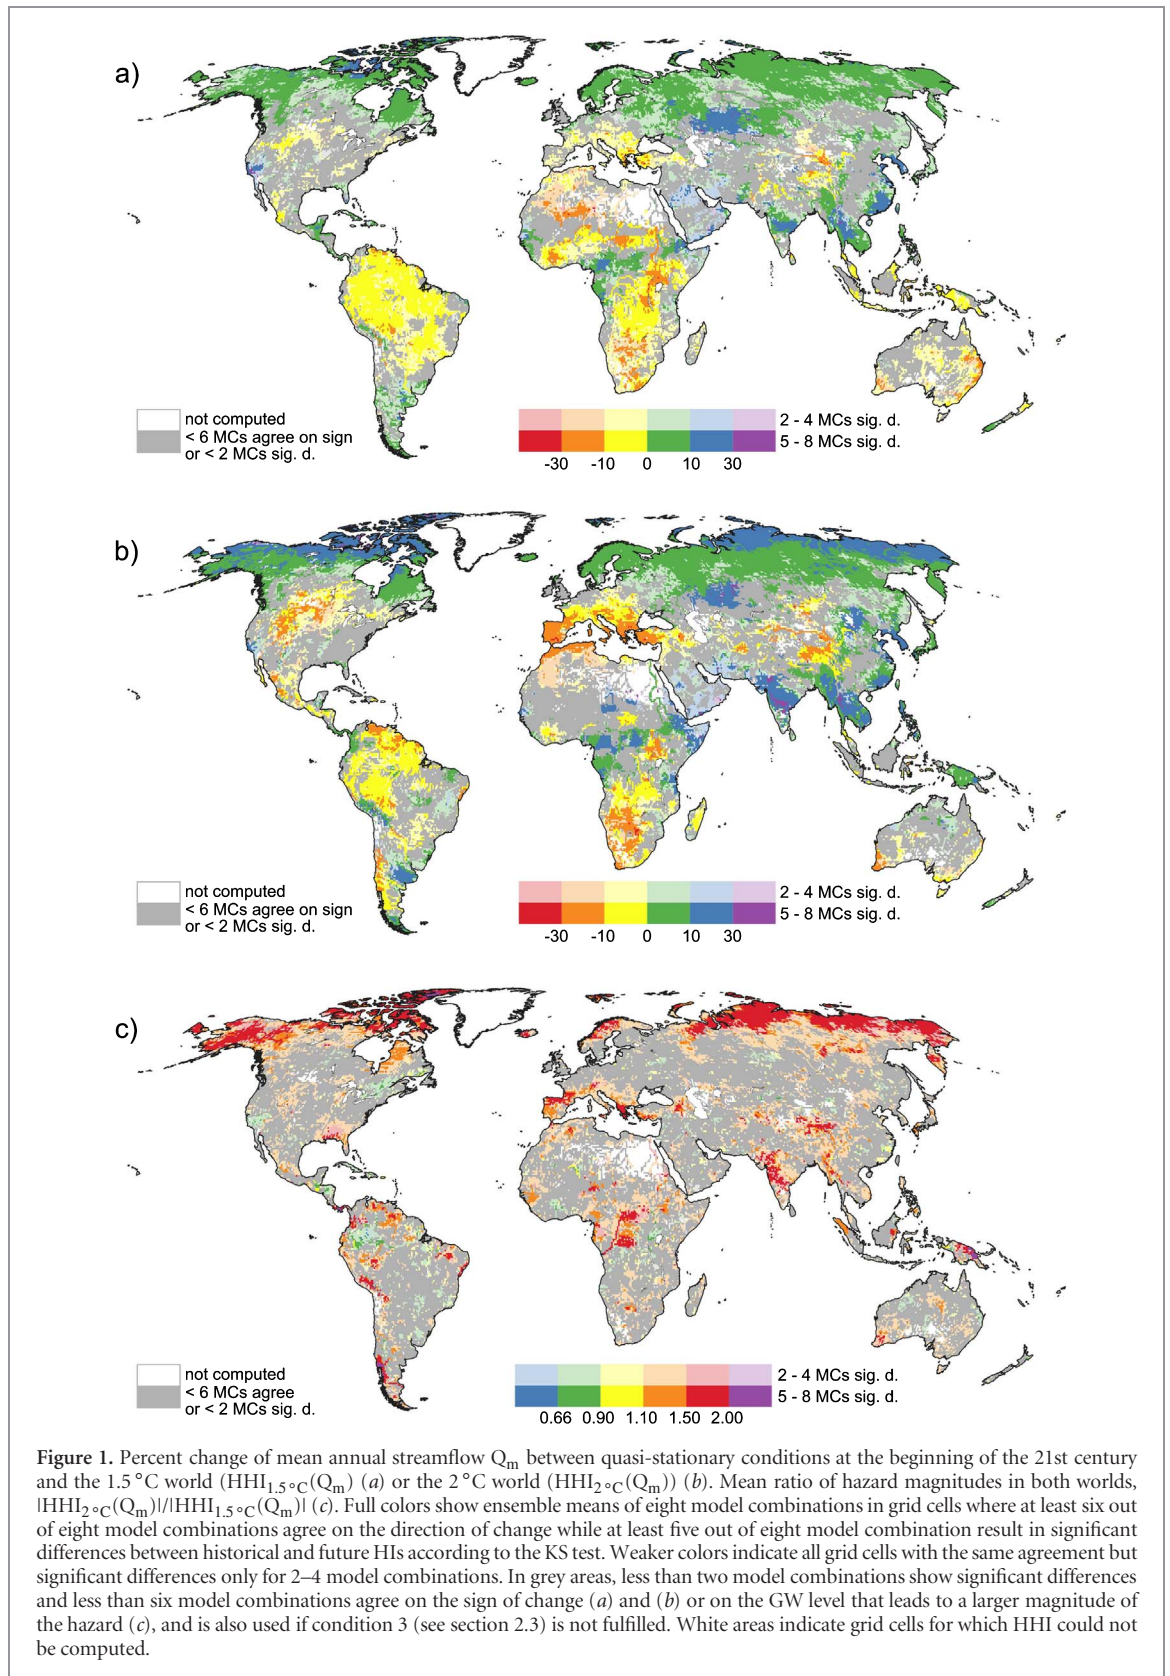 a)
not computed
< 6 MCs agree on sign
or < 2 MCs sig. d.
2 - 4 MCs sig. d.
5 - 8 MCs sig. d.
-30 -10 0 10 30
b)
not computed
< 6 MCs agree on sign
or < 2 MCs sig. d.
2 - 4 MCs sig. d.
5 - 8 MCs sig. d.
-30 -10 0 10 30
c)
not computed
< 6 MCs agree
or < 2 MCs sig. d.
2 - 4 MCs sig. d.
5 - 8 MCs sig. d.
0.66 0.90 1.10 1.50 2.00
Figure 1. Percent change of mean annual streamflow Qm between quasi-stationary conditions at the beginning of the 21st century
and the 1.5 °C world (HHI1.5 °C(Qm) (a) or the 2 °C world (HHI2 °C(Qm)) (b). Mean ratio of hazard magnitudes in both worlds,
|HHI2 °C(Qm)|/|HHI1.5 °C(Qm)| (c). Full colors show ensemble means of eight model combinations in grid cells where at least six out
of eight model combinations agree on the direction of change while at least five out of eight model combination result in significant
differences between historical and future HIs according to the KS test. Weaker colors indicate all grid cells with the same agreement but
significant differences only for 2–4 model combinations. In grey areas, less than two model combinations show significant differences
and less than six model combinations agree on the sign of change (a) and (b) or on the GW level that leads to a larger magnitude of
the hazard (c), and is also used if condition 3 (see section 2.3) is not fulfilled. White areas indicate grid cells for which HHI could not
be computed.